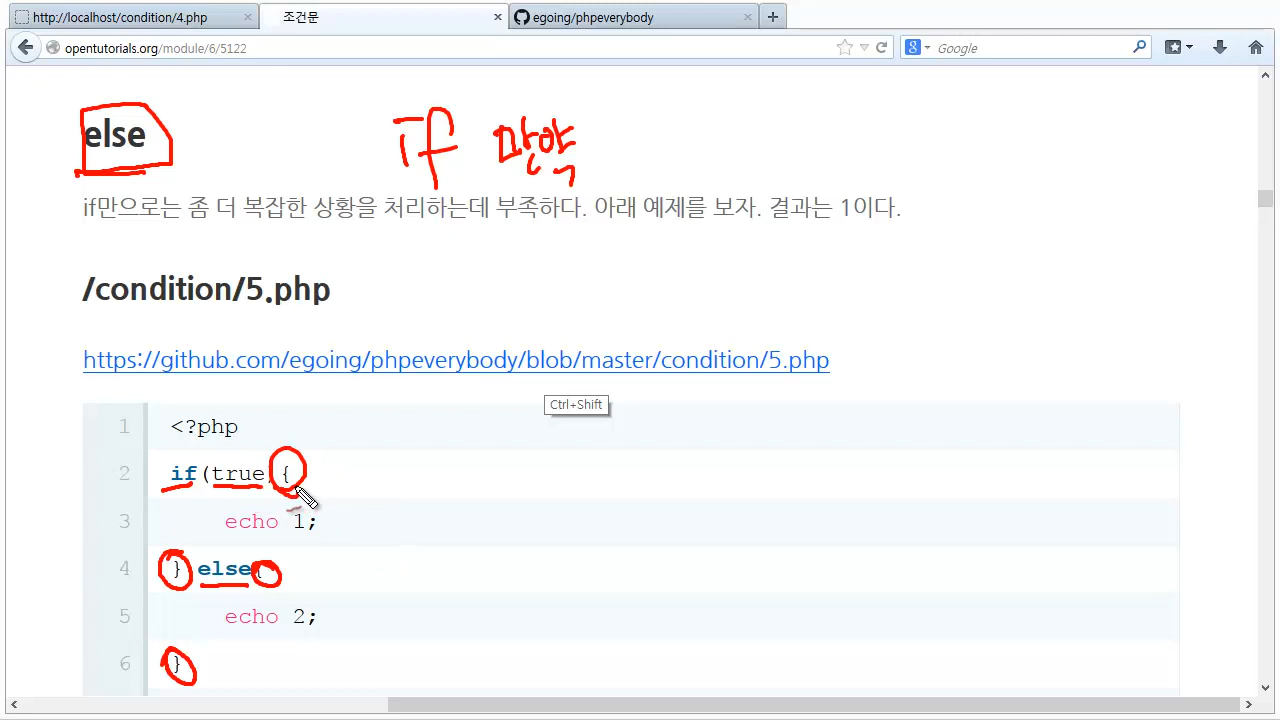 http://localhost/condition/4.php
조건문
egoing/phpeverybody
opentutorials.org/module/6/5122
Google
else
if 만약
if만으로는 좀 더 복잡한 상황을 처리하는데 부족하다. 아래 예제를 보자. 결과는 1이다.
/condition/5.php
https://github.com/egoing/phpeverybody/blob/master/condition/5.php
Ctrl+Shift
1 <?php
2 if(true){
3 echo 1;
4 } else{
5 echo 2;
6 }